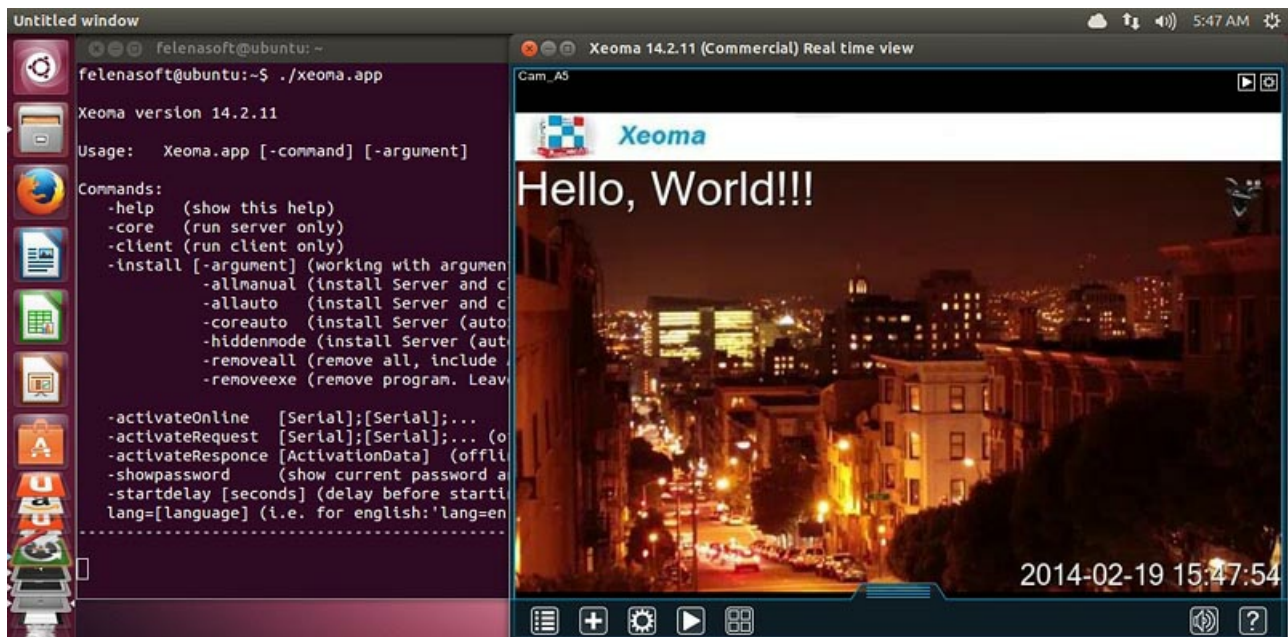 Untitled window
5:47 AM
felenasoft@ubuntu: ~
felenasoft@ubuntu:~$ ./xeoma.app
Xeoma version 14.2.11
Usage: Xeoma.app [-command] [-argument]
Commands:
-help (show this help)
-core (run server only)
-client (run client only)
-install [-argument] (working with argumen
-allmanual (install Server and c
-allauto (install Server and c
-coreauto (install Server (auto
-hiddenmode (install Server (aut
-removeall (remove all, include
-removeexe (remove program. Leav
-activateOnline [Serial];[Serial];...
-activateRequest [Serial];[Serial];... (o
-activateResponce [ActivationData] (offli
-showpassword (show current password a
-startdelay [seconds] (delay before starti
lang=[language] (i.e. for english:'lang=en
--------------------------------------------
Xeoma 14.2.11 (Commercial) Real time view
Cam_A5
Xeoma
Hello, World!!!
2014-02-19 15:47:54